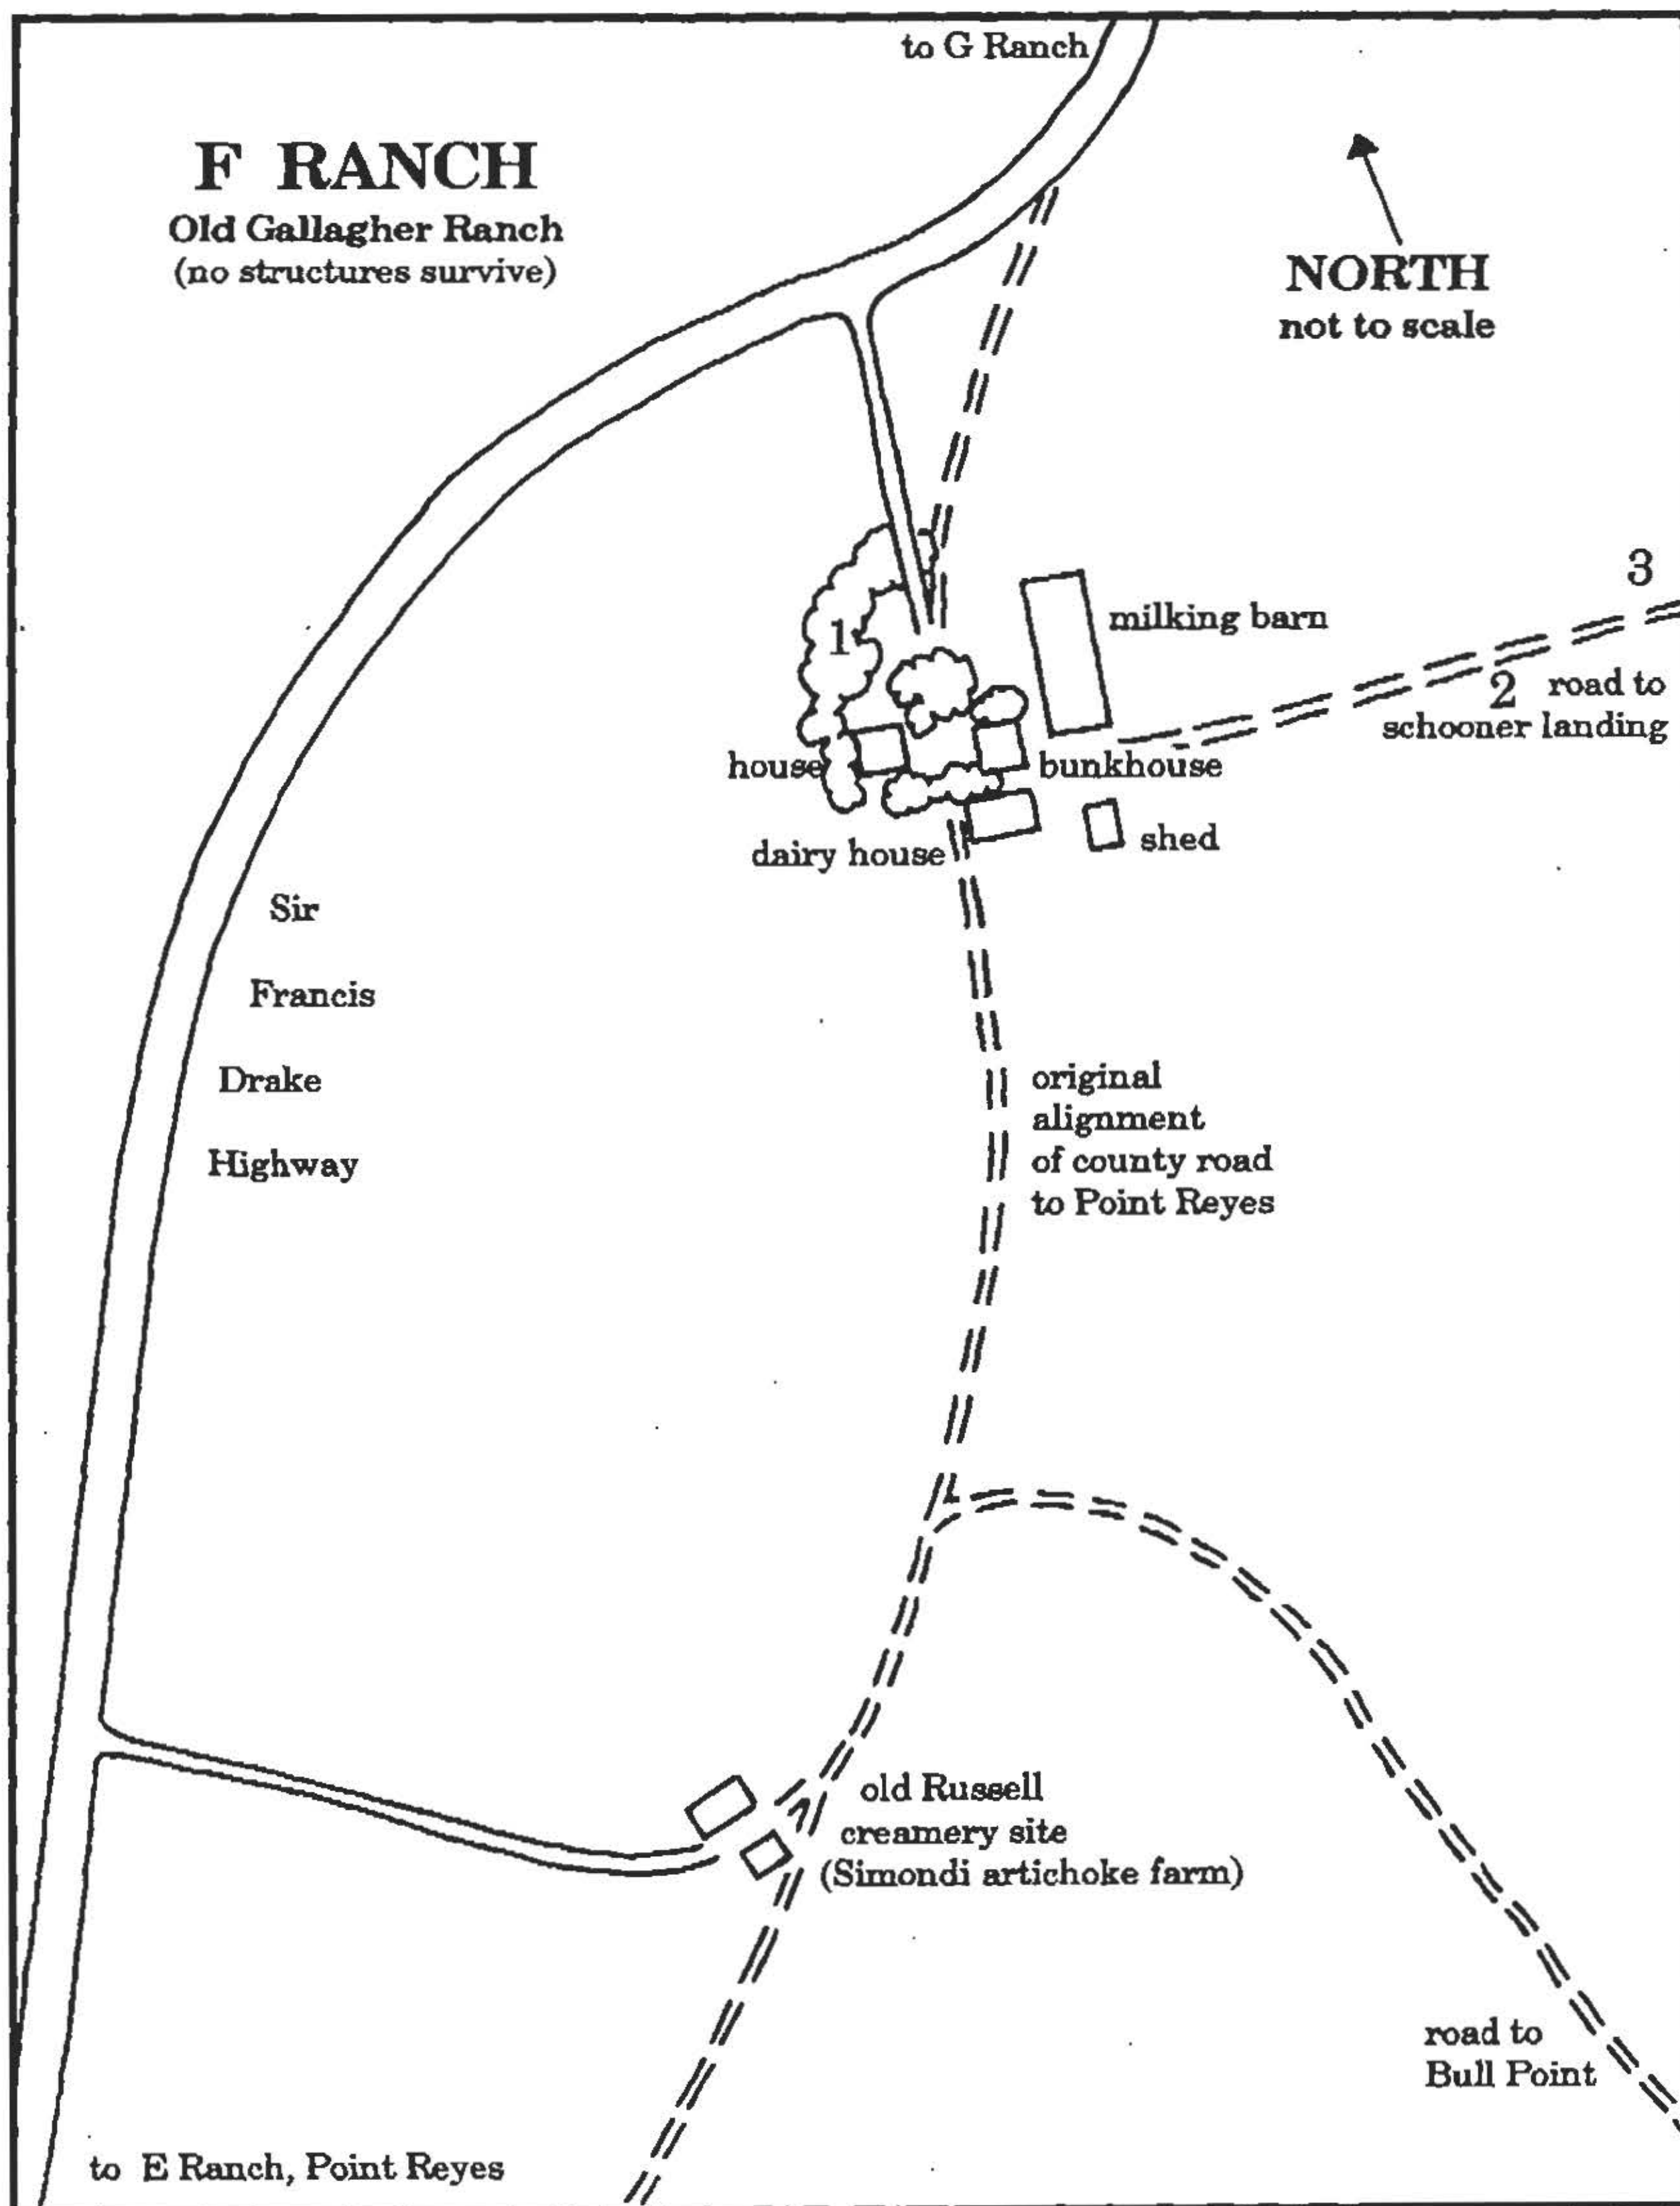 to G Ranch
F RANCH
Old Gallagher Ranch
(no structures survive)
NORTH
not to scale
3
milking barn
1
2 road to
schooner landing
house
bunkhouse
dairy house
shed
Sir
Francis
Drake
Highway
original
alignment
of county road
to Point Reyes
old Russell
creamery site
(Simondi artichoke farm)
road to
Bull Point
to E Ranch, Point Reyes